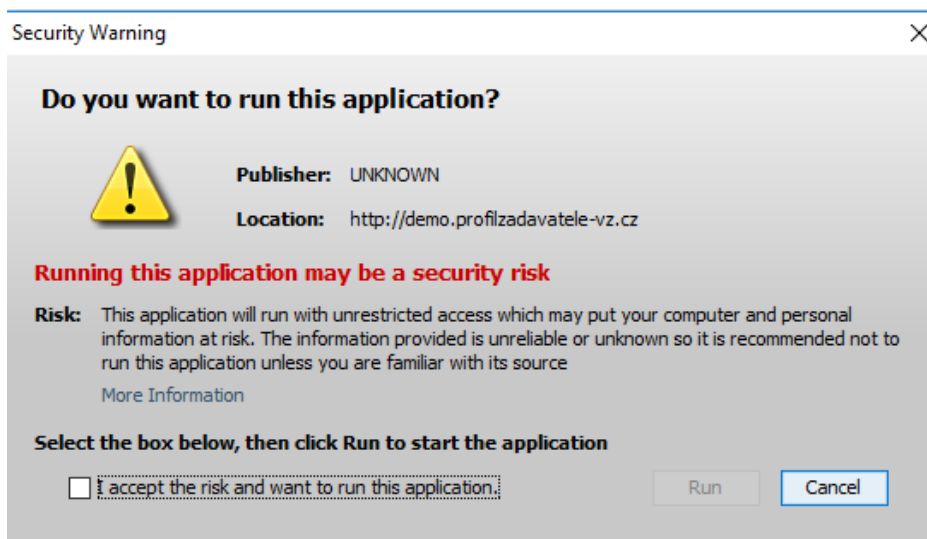 Security Warning
Do you want to run this application?
Publisher: UNKNOWN
Location: http://demo.profilzadavatele-vz.cz
Running this application may be a security risk
Risk: This application will run with unrestricted access which may put your computer and personal
information at risk. The information provided is unreliable or unknown so it is recommended not to
run this application unless you are familiar with its source
More Information
Select the box below, then click Run to start the application
I accept the risk and want to run this application.
Run
Cancel